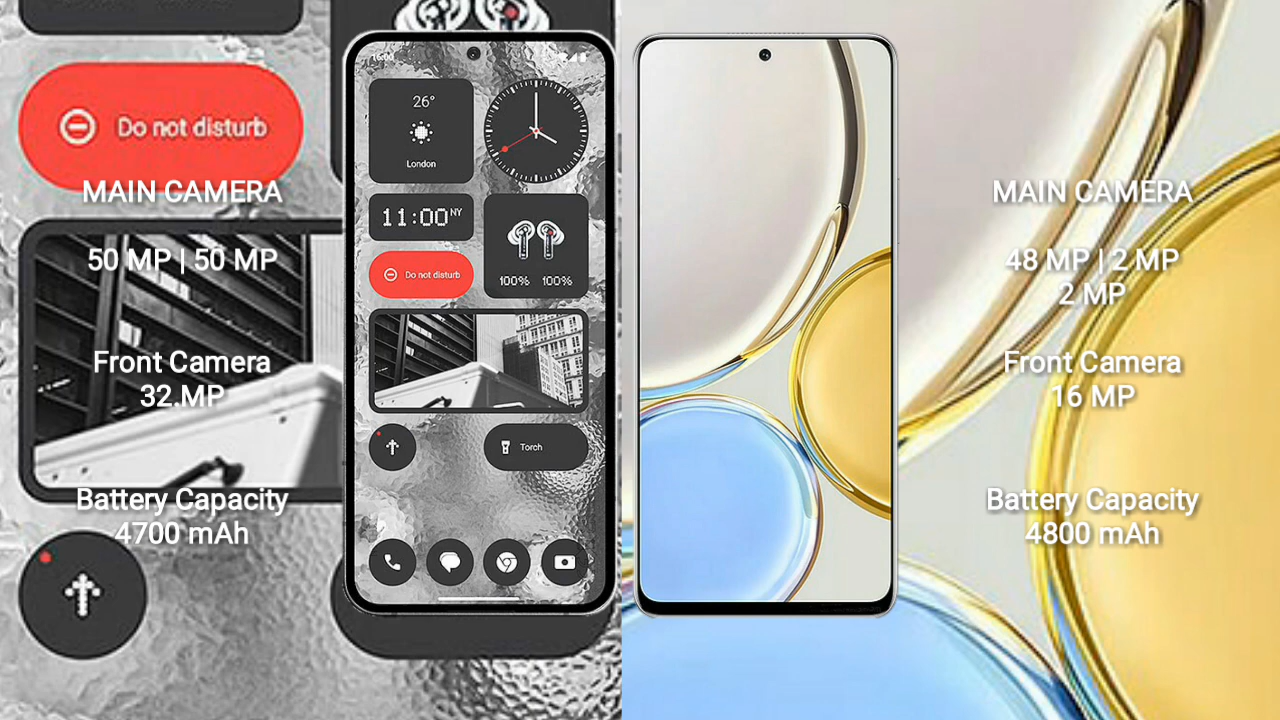 Do not disturb
MAIN CAMERA
50 MP | 50 MP
Front Camera
32.MP
Battery Capacity
4700 mAh
16:00
26°
London
11:00 NY
Do not disturb
100% 100%
Torch
MAIN CAMERA
48 MP | 2 MP
2 MP
Front Camera
16 MP
Battery Capacity
4800 mAh